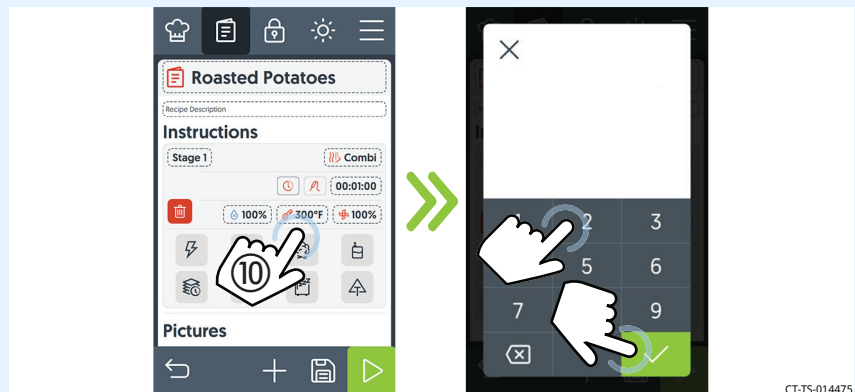 Roasted Potatoes
Recipe Description
Instructions
Stage 1
Combi
00:01:00
100%
300°F
100%
⑩
Pictures
2
3
5
6
7
9
CT-TS-014475